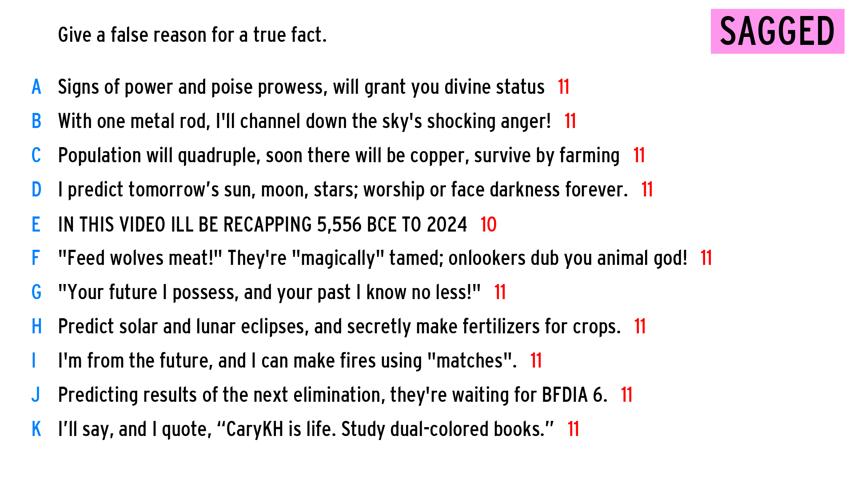 Give a false reason for a true fact.
SAGGED
A Signs of power and poise prowess, will grant you divine status 11
B With one metal rod, I'll channel down the sky's shocking anger! 11
C Population will quadruple, soon there will be copper, survive by farming 11
D I predict tomorrow’s sun, moon, stars; worship or face darkness forever. 11
E IN THIS VIDEO ILL BE RECAPPING 5,556 BCE TO 2024 10
F "Feed wolves meat!" They're "magically" tamed; onlookers dub you animal god! 11
G "Your future I possess, and your past I know no less!" 11
H Predict solar and lunar eclipses, and secretly make fertilizers for crops. 11
I I'm from the future, and I can make fires using "matches". 11
J Predicting results of the next elimination, they're waiting for BFDIA 6. 11
K I’ll say, and I quote, “CaryKH is life. Study dual-colored books.” 11